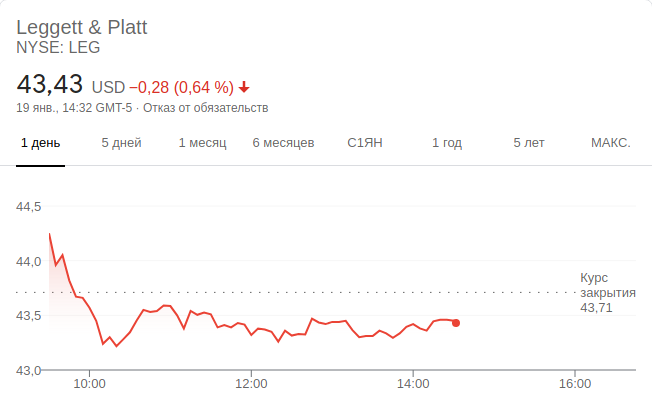 Leggett & Platt
NYSE: LEG
43,43 USD −0,28 (0,64 %)
19 янв., 14:32 GMT-5 · Отказ от обязательств
1 день 5 дней 1 месяц 6 месяцев С1ЯН 1 год 5 лет МАКС.
44,5
44,0
Курс
закрытия
43,71
43,5
43,0
10:00 12:00 14:00 16:00